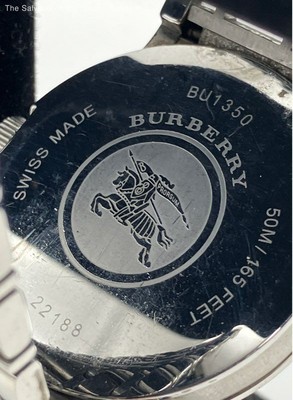 The Sal
BU1350
BURBERRY
SWISS MADE
50M / 165 FEET
22188